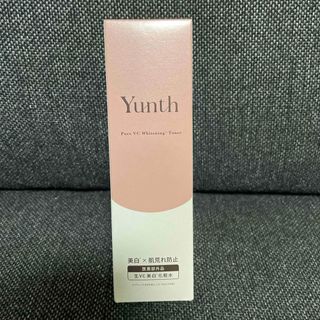 Yunth
Pure VC Whitening Toner
美白×肌荒れ防止
医薬部外品
生VC美白化粧水